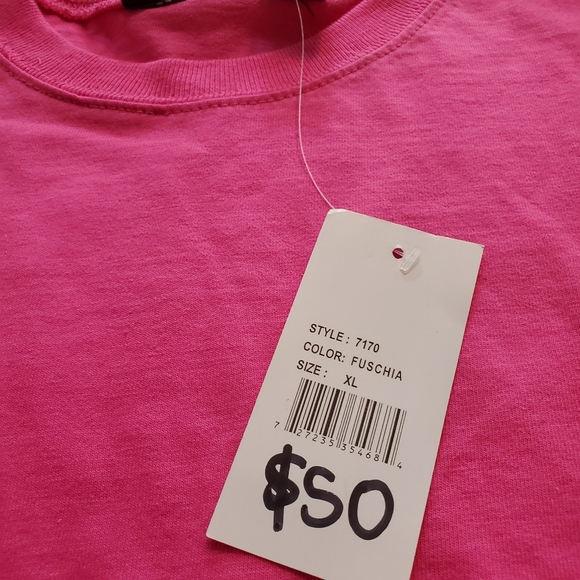 STYLE: 7170
COLOR: FUSCHIA
SIZE: XL
7 27235 35468 4
$50